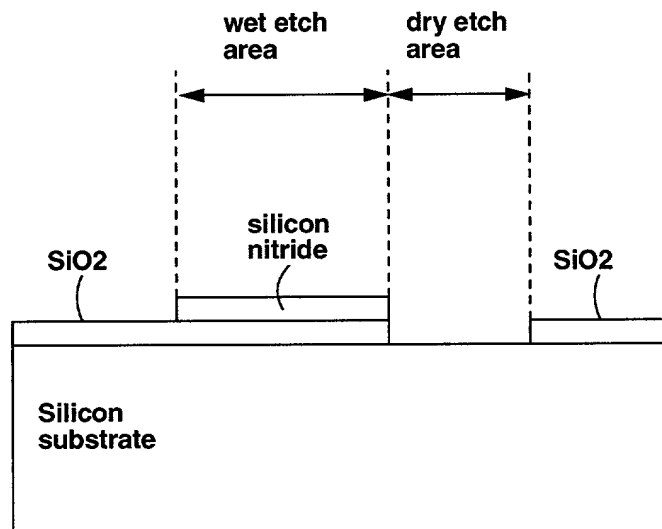 wet etch
area
dry etch
area
silicon
nitride
SiO2
SiO2
Silicon
substrate